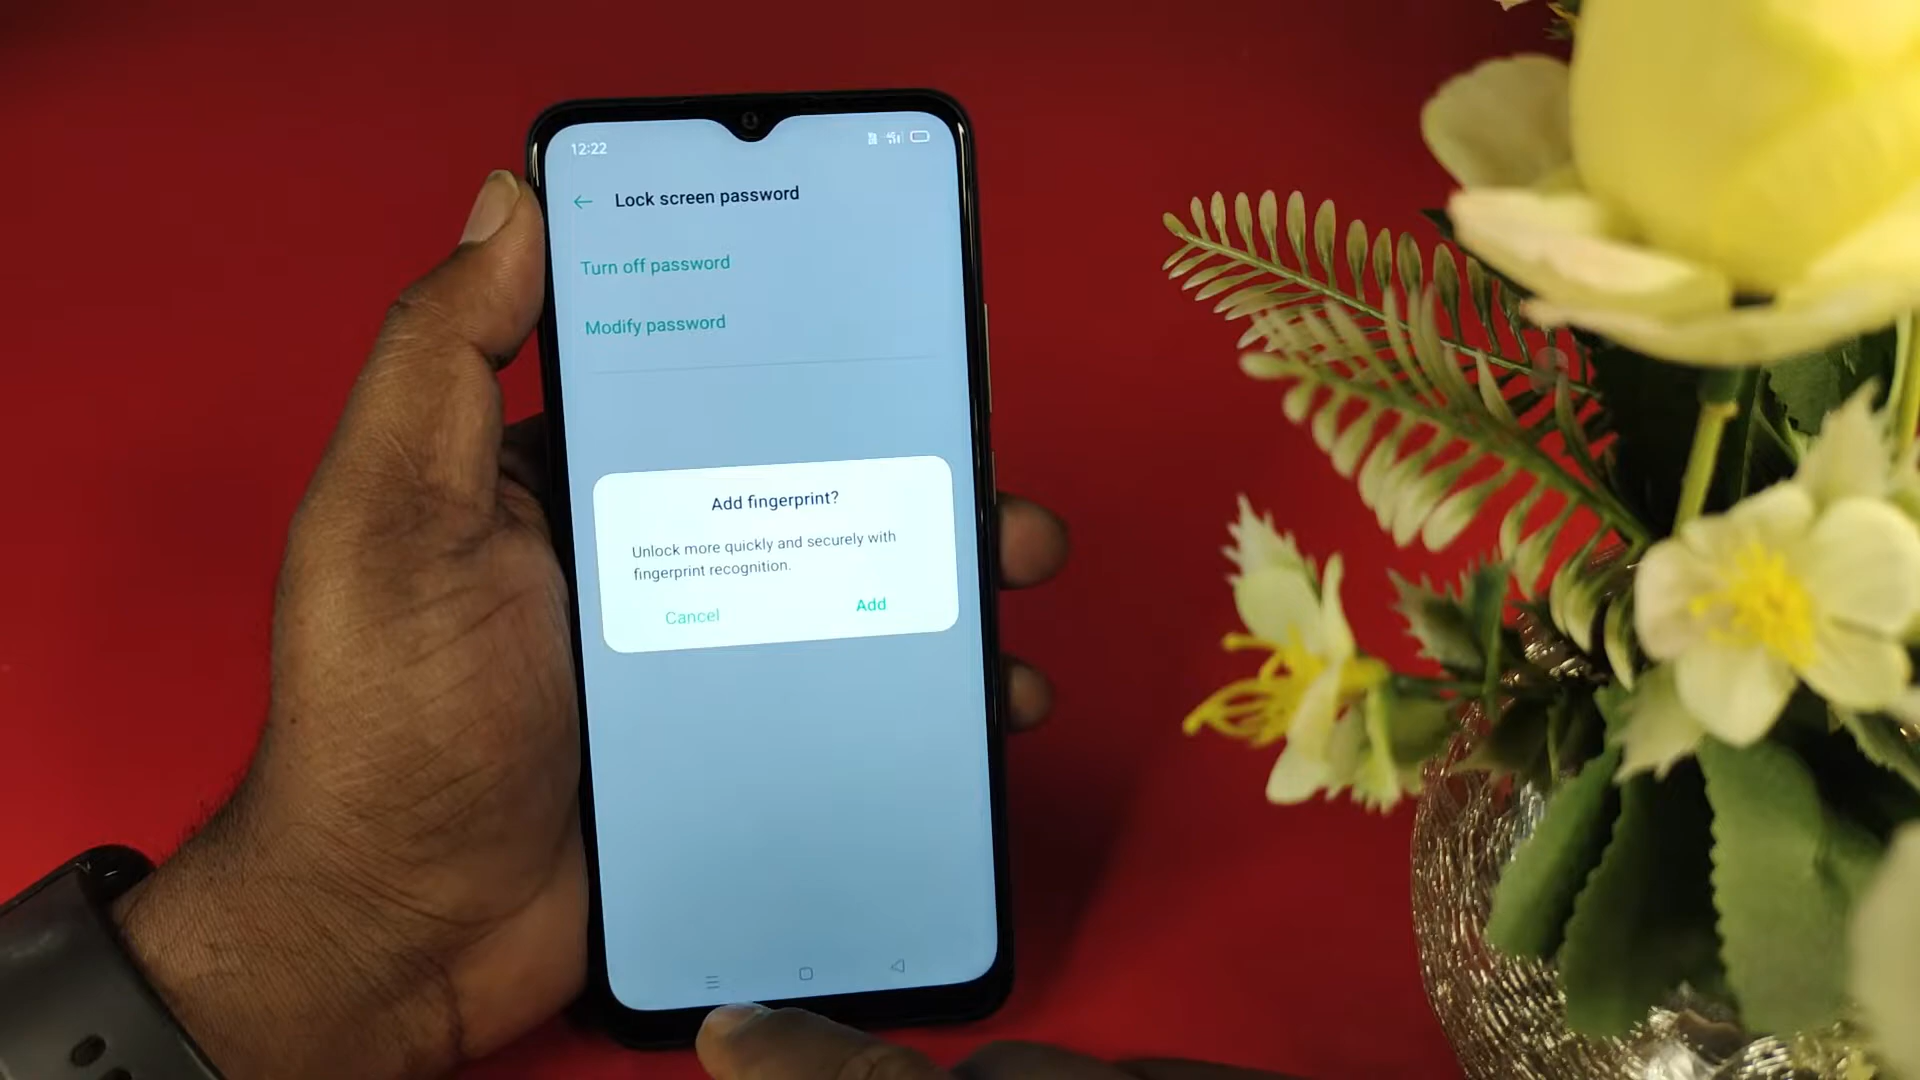 12:22
Lock screen password
Turn off password
Modify password
Add fingerprint?
Unlock more quickly and securely with
fingerprint recognition.
Cancel
Add